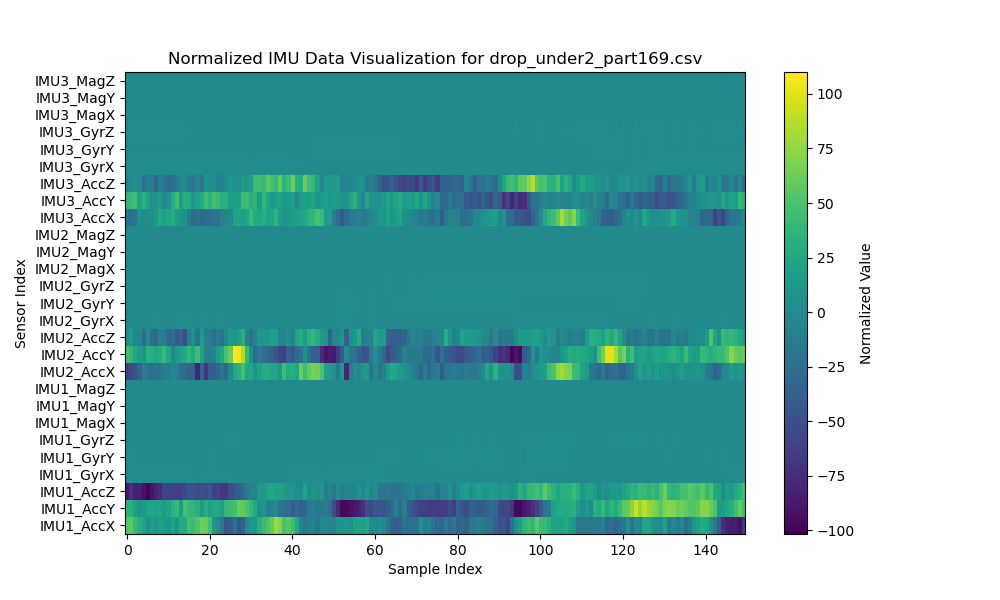 Normalized IMU Data Visualization for drop_under2_part169.csv
IMU3_MagZ
IMU3_MagY
IMU3_MagX
IMU3_GyrZ
IMU3_GyrY
IMU3_GyrX
IMU3_AccZ
IMU3_AccY
IMU3_AccX
IMU2_MagZ
IMU2_MagY
IMU2_MagX
IMU2_GyrZ
IMU2_GyrY
IMU2_GyrX
IMU2_AccZ
IMU2_AccY
IMU2_AccX
IMU1_MagZ
IMU1_MagY
IMU1_MagX
IMU1_GyrZ
IMU1_GyrY
IMU1_GyrX
IMU1_AccZ
IMU1_AccY
IMU1_AccX
Sensor Index
0 20 40 60 80 100 120 140
Sample Index
100
75
50
25
0
−25
−50
−75
−100
Normalized Value